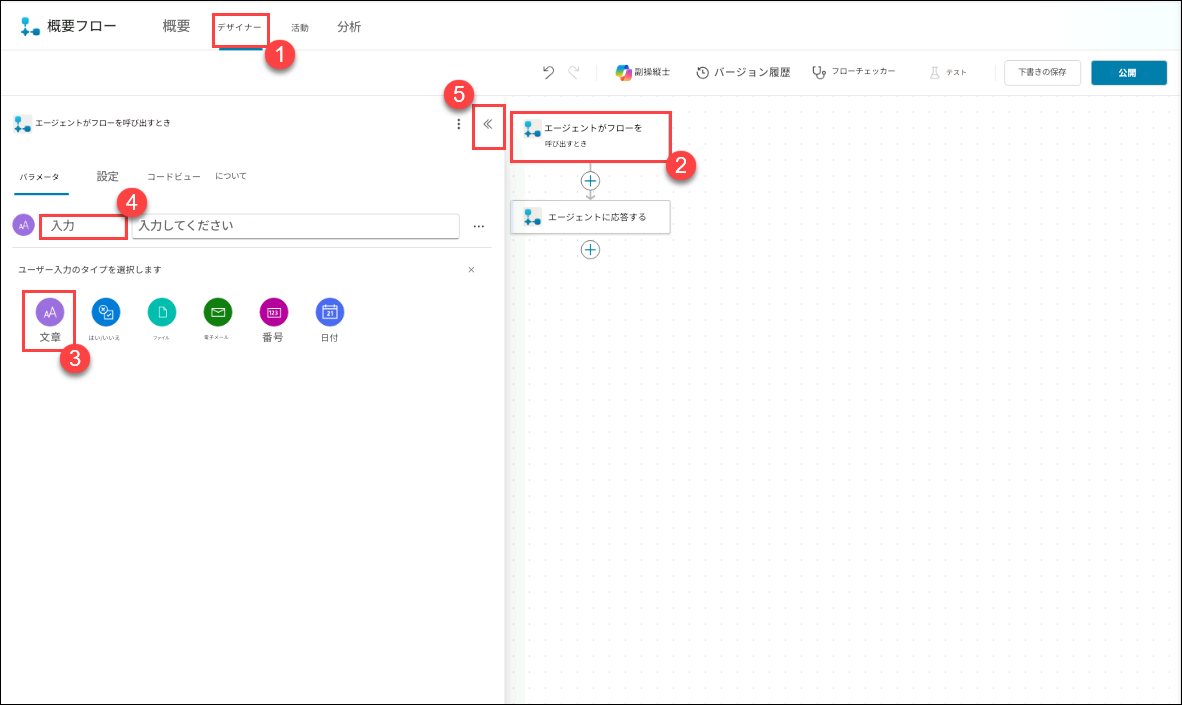 概要フロー
概要
デザイナー
活動
分析
1
副操縦士
バージョン履歴
フローチェッカー
テスト
下書きの保存
公開
5
エージェントがフローを呼び出すとき
エージェントがフローを
呼び出すとき
2
パラメータ
設定
コードビュー
について
4
AA
入力
入力してください
エージェントに応答する
ユーザー入力のタイプを選択します
AA
文章
はい/いいえ
ファイル
電子メール
123
番号
21
日付
3